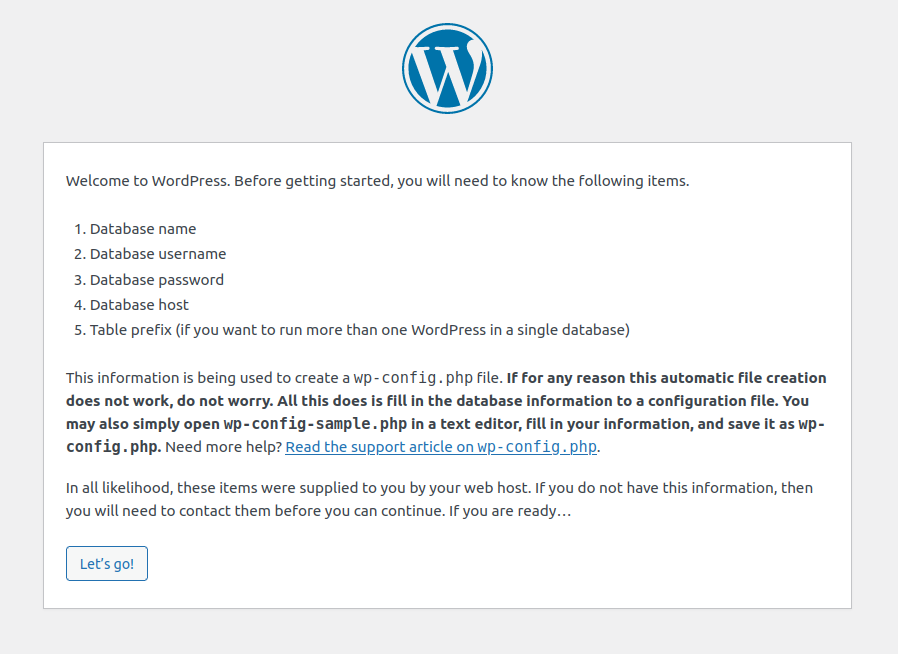 Welcome to WordPress. Before getting started, you will need to know the following items.
1. Database name
2. Database username
3. Database password
4. Database host
5. Table prefix (if you want to run more than one WordPress in a single database)
This information is being used to create a wp-config.php file. If for any reason this automatic file creation
does not work, do not worry. All this does is fill in the database information to a configuration file. You
may also simply open wp-config-sample.php in a text editor, fill in your information, and save it as wp-
config.php. Need more help? Read the support article on wp-config.php.
In all likelihood, these items were supplied to you by your web host. If you do not have this information, then
you will need to contact them before you can continue. If you are ready…
Let’s go!